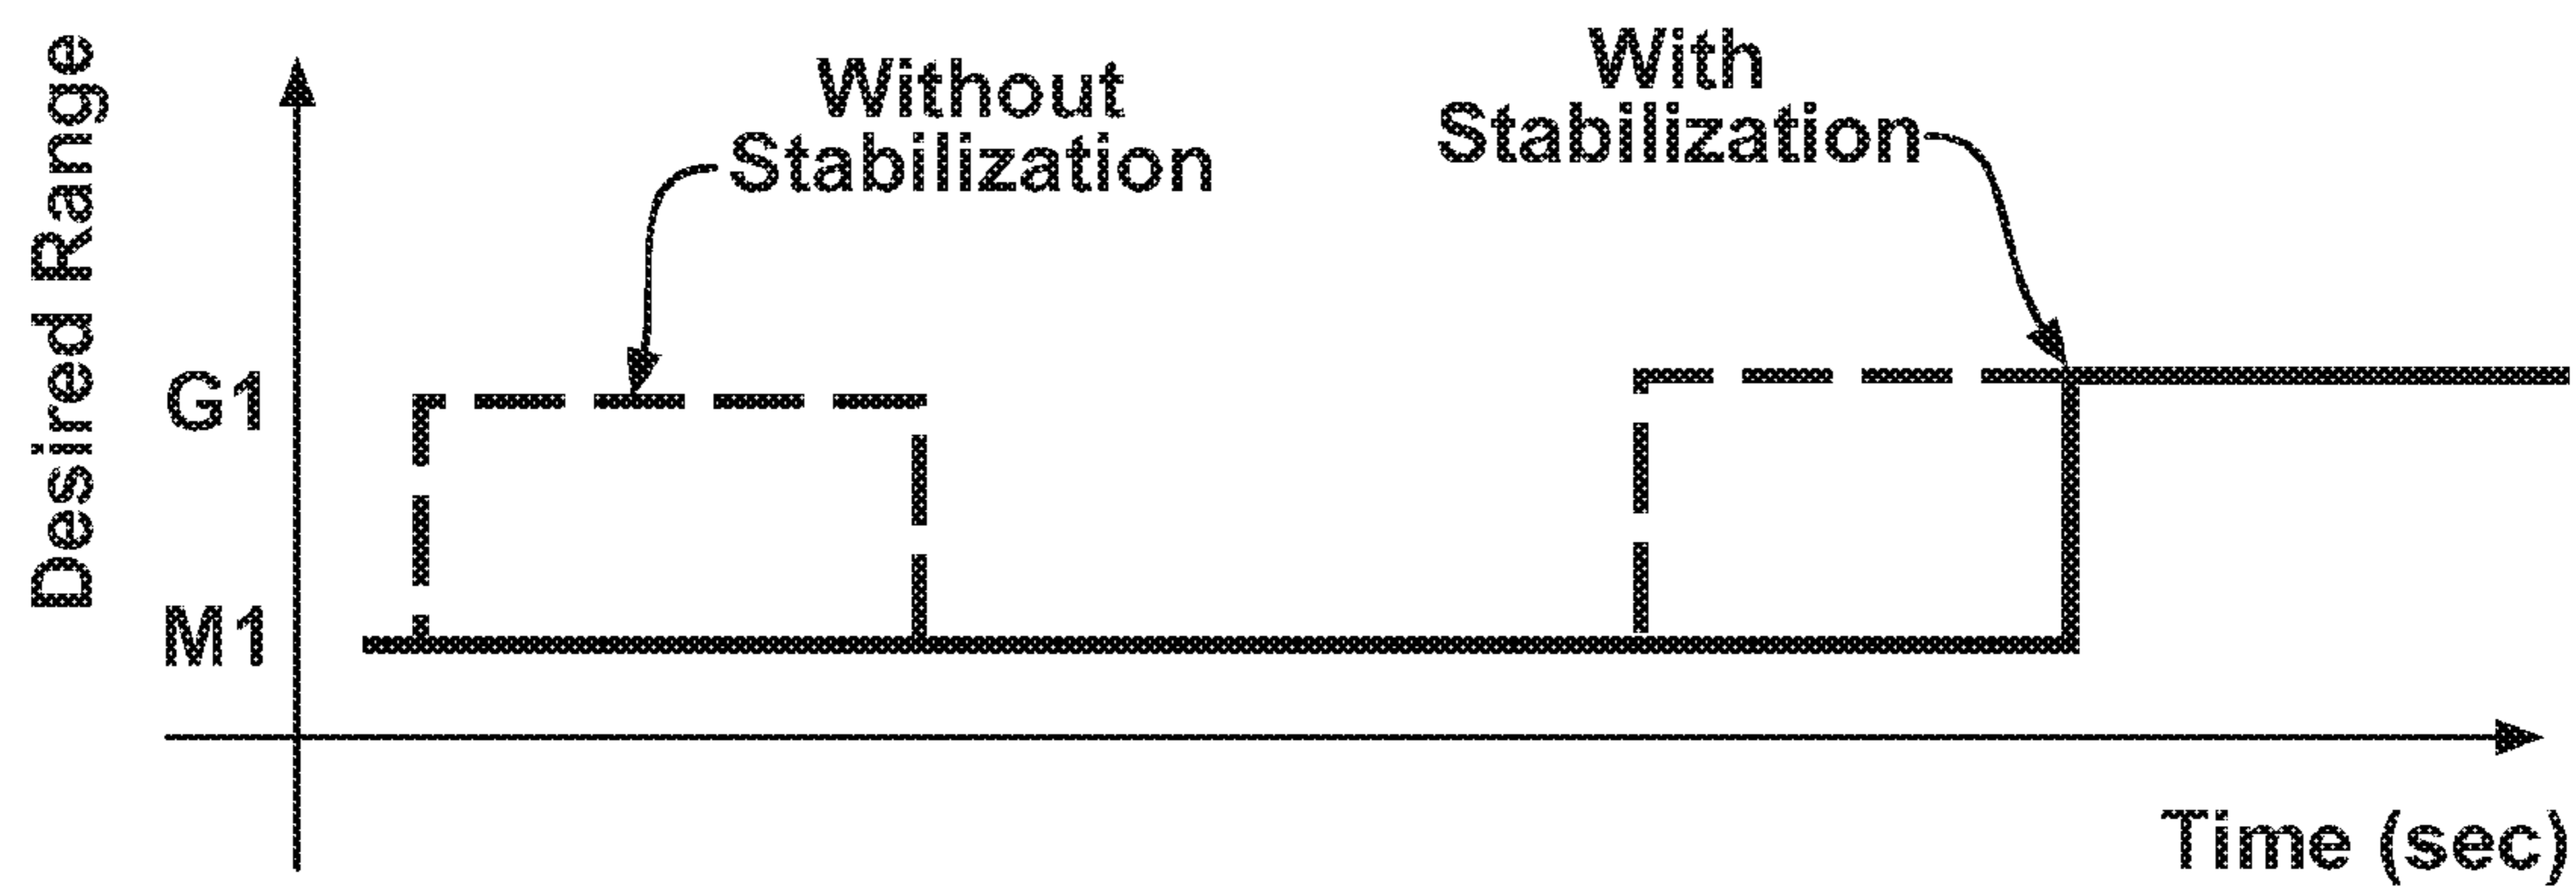 Desired Range
Without
Stabilization
With
Stabilization
G1
M1
Time (sec)